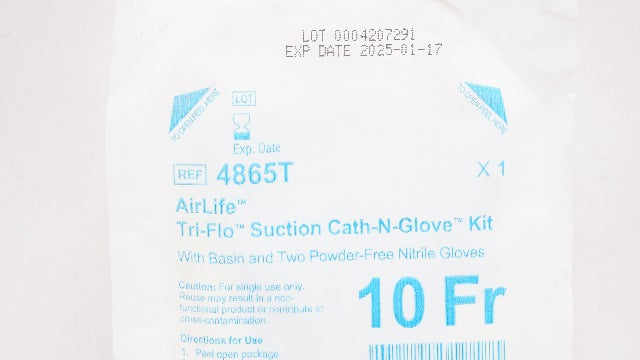 LOT 0004207291
EXP DATE 2025-01-17
TO OPEN PEEL HERE
TO OPEN PEEL HERE
LOT
Exp. Date
REF 4865T
X 1
AirLife™
Tri-Flo™ Suction Cath-N-Glove™ Kit
With Basin and Two Powder-Free Nitrile Gloves
Caution: For single use only.
Reuse may result in a non-
functional product or contribute to
cross-contamination.
10 Fr
Directions for Use
1. Peel open package.